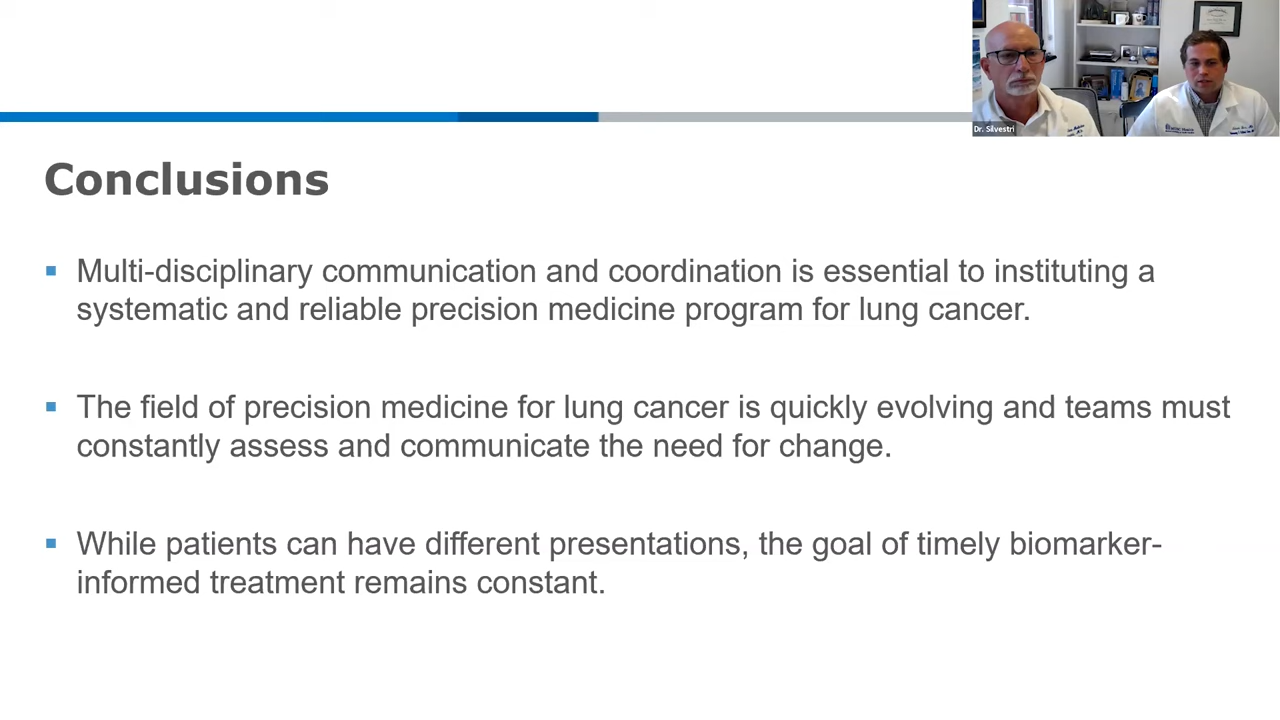 Dr. Silvestri
Conclusions
Multi-disciplinary communication and coordination is essential to instituting a
systematic and reliable precision medicine program for lung cancer.
The field of precision medicine for lung cancer is quickly evolving and teams must
constantly assess and communicate the need for change.
While patients can have different presentations, the goal of timely biomarker-
informed treatment remains constant.